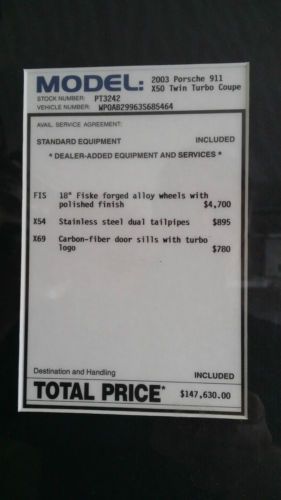 MODEL: 2003 Porsche 911
X50 Twin Turbo Coupe
STOCK NUMBER: PT3242
VEHICLE NUMBER: WP0AB299635685464
AVAIL. SERVICE AGREEMENT:
STANDARD EQUIPMENT INCLUDED
* DEALER-ADDED EQUIPMENT AND SERVICES *
FIS 18" Fiske forged alloy wheels with
polished finish $4,700
X54 Stainless steel dual tailpipes $895
X69 Carbon-fiber door sills with turbo
logo $780
Destination and Handling INCLUDED
TOTAL PRICE* $147,630.00